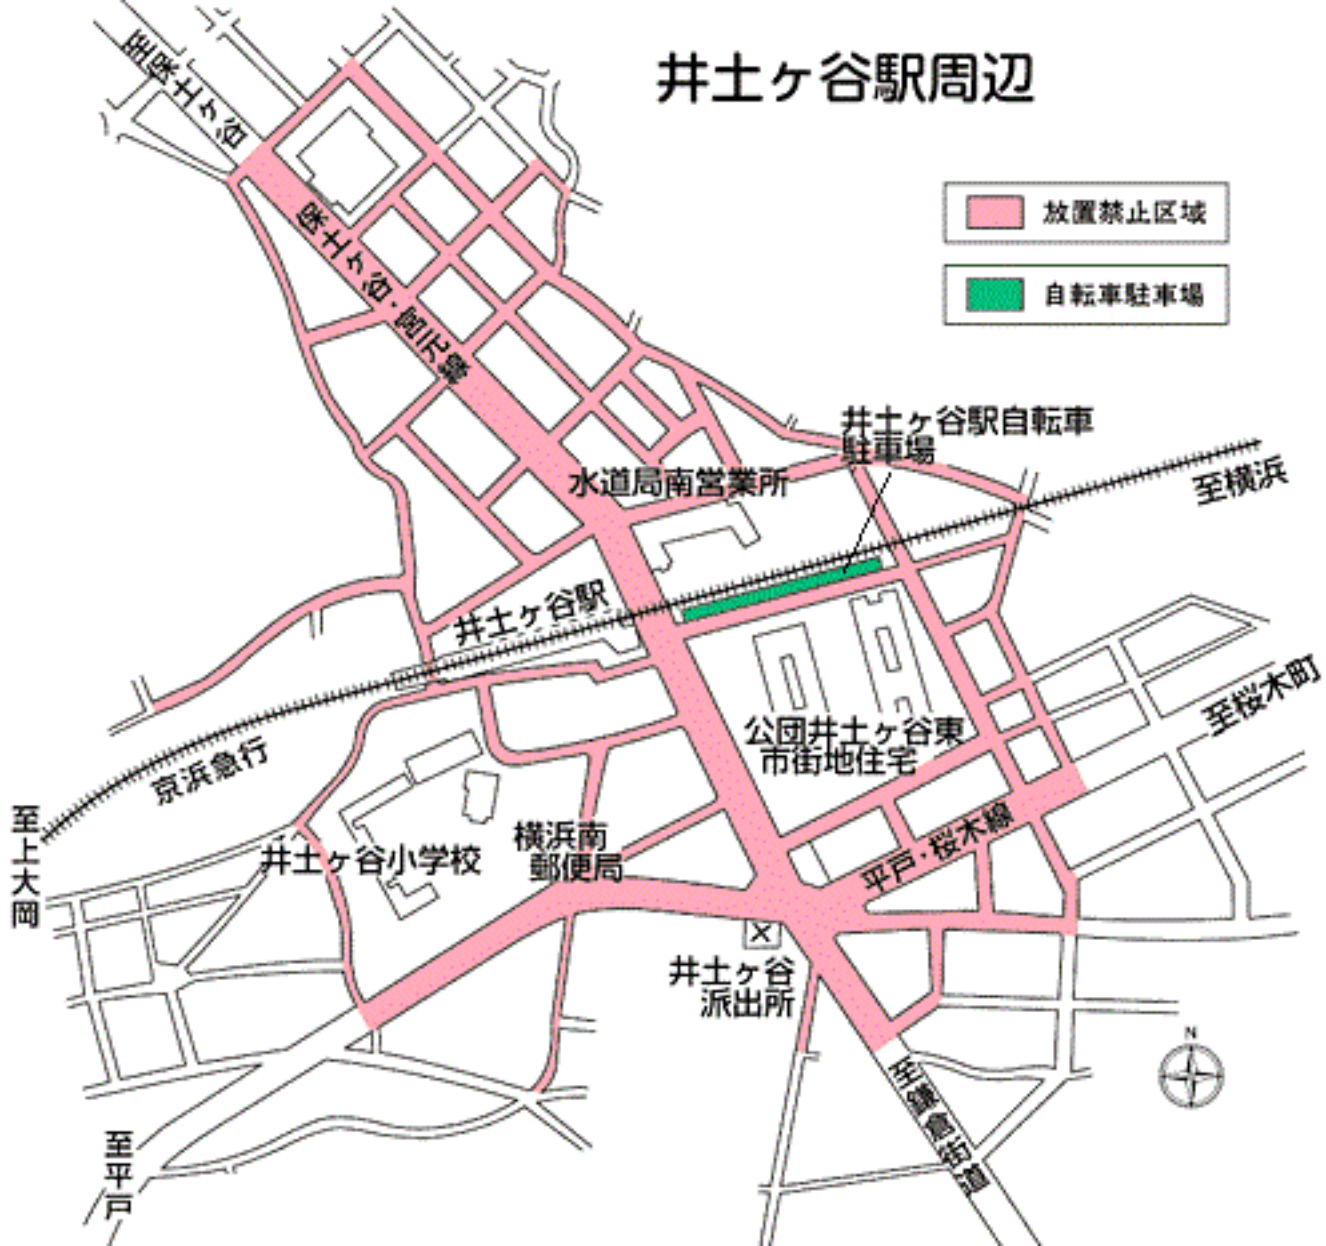 井土ヶ谷駅周辺
至保土ヶ谷
放置禁止区域
保土ヶ谷・宮元線
自転車駐車場
井土ヶ谷駅自転車
駐車場
水道局南営業所
至横浜
井土ヶ谷駅
至桜木町
公団井土ヶ谷東
市街地住宅
京浜急行
至上大岡
横浜南
郵便局
平戸・桜木線
井土ヶ谷小学校
井土ヶ谷
派出所
N
至鎌倉街道
至平戸